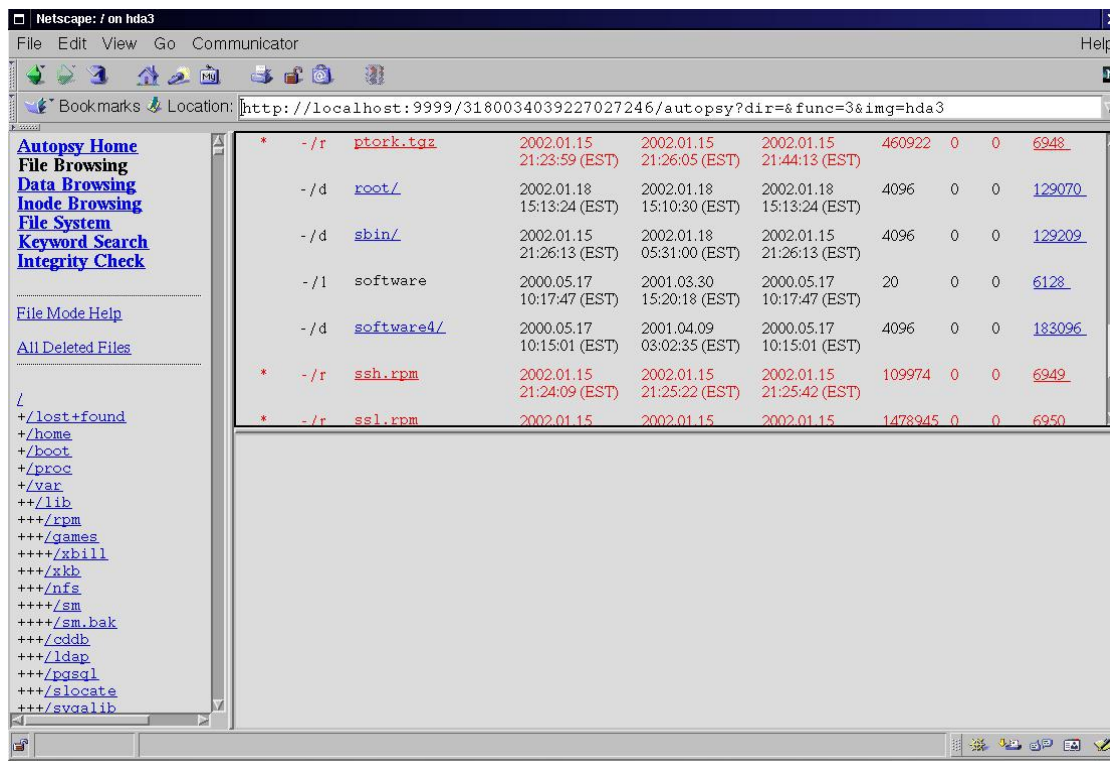 Netscape: / on hda3
File Edit View Go Communicator Help
My
Bookmarks Location: http://localhost:9999/3180034039227027246/autopsy?dir=&func=3&img=hda3
Autopsy Home
File Browsing
Data Browsing
Inode Browsing
File System
Keyword Search
Integrity Check
File Mode Help
All Deleted Files
/
+/lost+found
+/home
+/boot
+/proc
+/var
++/lib
+++/rpm
+++/games
++++/xbill
+++/xkb
+++/nfs
++++/sm
++++/sm.bak
+++/cddb
+++/ldap
+++/pgsql
+++/slocate
+++/svgalib
* -/r ptork.tgz 2002.01.15 2002.01.15 2002.01.15 460922 0 0 6948
21:23:59 (EST) 21:26:05 (EST) 21:44:13 (EST)
-/d root/ 2002.01.18 2002.01.18 2002.01.18 4096 0 0 129070
15:13:24 (EST) 15:10:30 (EST) 15:13:24 (EST)
-/d sbin/ 2002.01.15 2002.01.18 2002.01.15 4096 0 0 129209
21:26:13 (EST) 05:31:00 (EST) 21:26:13 (EST)
-/l software 2000.05.17 2001.03.30 2000.05.17 20 0 0 6128
10:17:47 (EST) 15:20:18 (EST) 10:17:47 (EST)
-/d software4/ 2000.05.17 2001.04.09 2000.05.17 4096 0 0 183096
10:15:01 (EST) 03:02:35 (EST) 10:15:01 (EST)
* -/r ssh.rpm 2002.01.15 2002.01.15 2002.01.15 109974 0 0 6949
21:24:09 (EST) 21:25:22 (EST) 21:25:42 (EST)
* -/r ssl.rpm 2002.01.15 2002.01.15 2002.01.15 1478945 0 0 6950